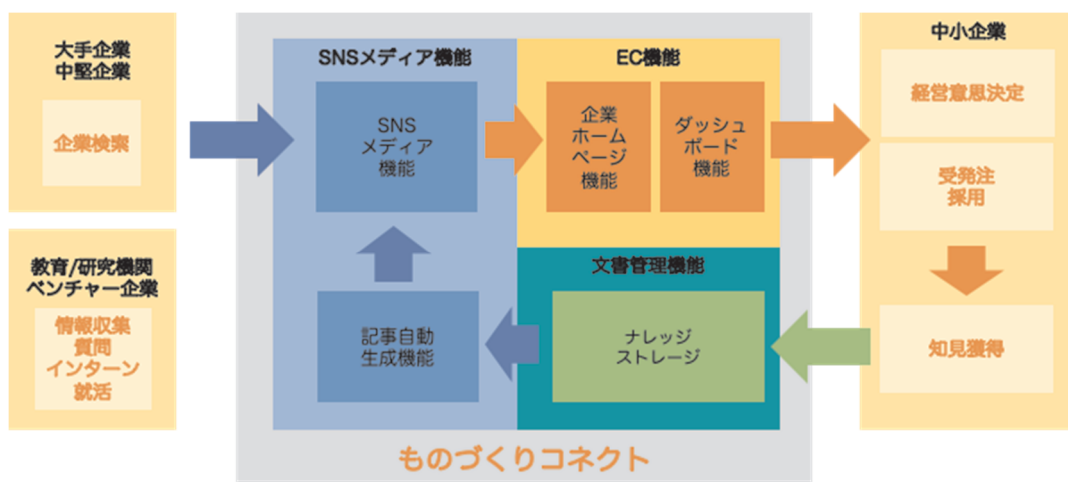 大手企業
中堅企業
企業検索
教育/研究機関
ベンチャー企業
情報収集
質問
インターン
就活
SNSメディア機能
SNS
メディア
機能
記事自動
生成機能
EC機能
企業
ホーム
ページ
機能
ダッシュ
ボード
機能
文書管理機能
ナレッジ
ストレージ
ものづくりコネクト
中小企業
経営意思決定
受発注
採用
知見獲得